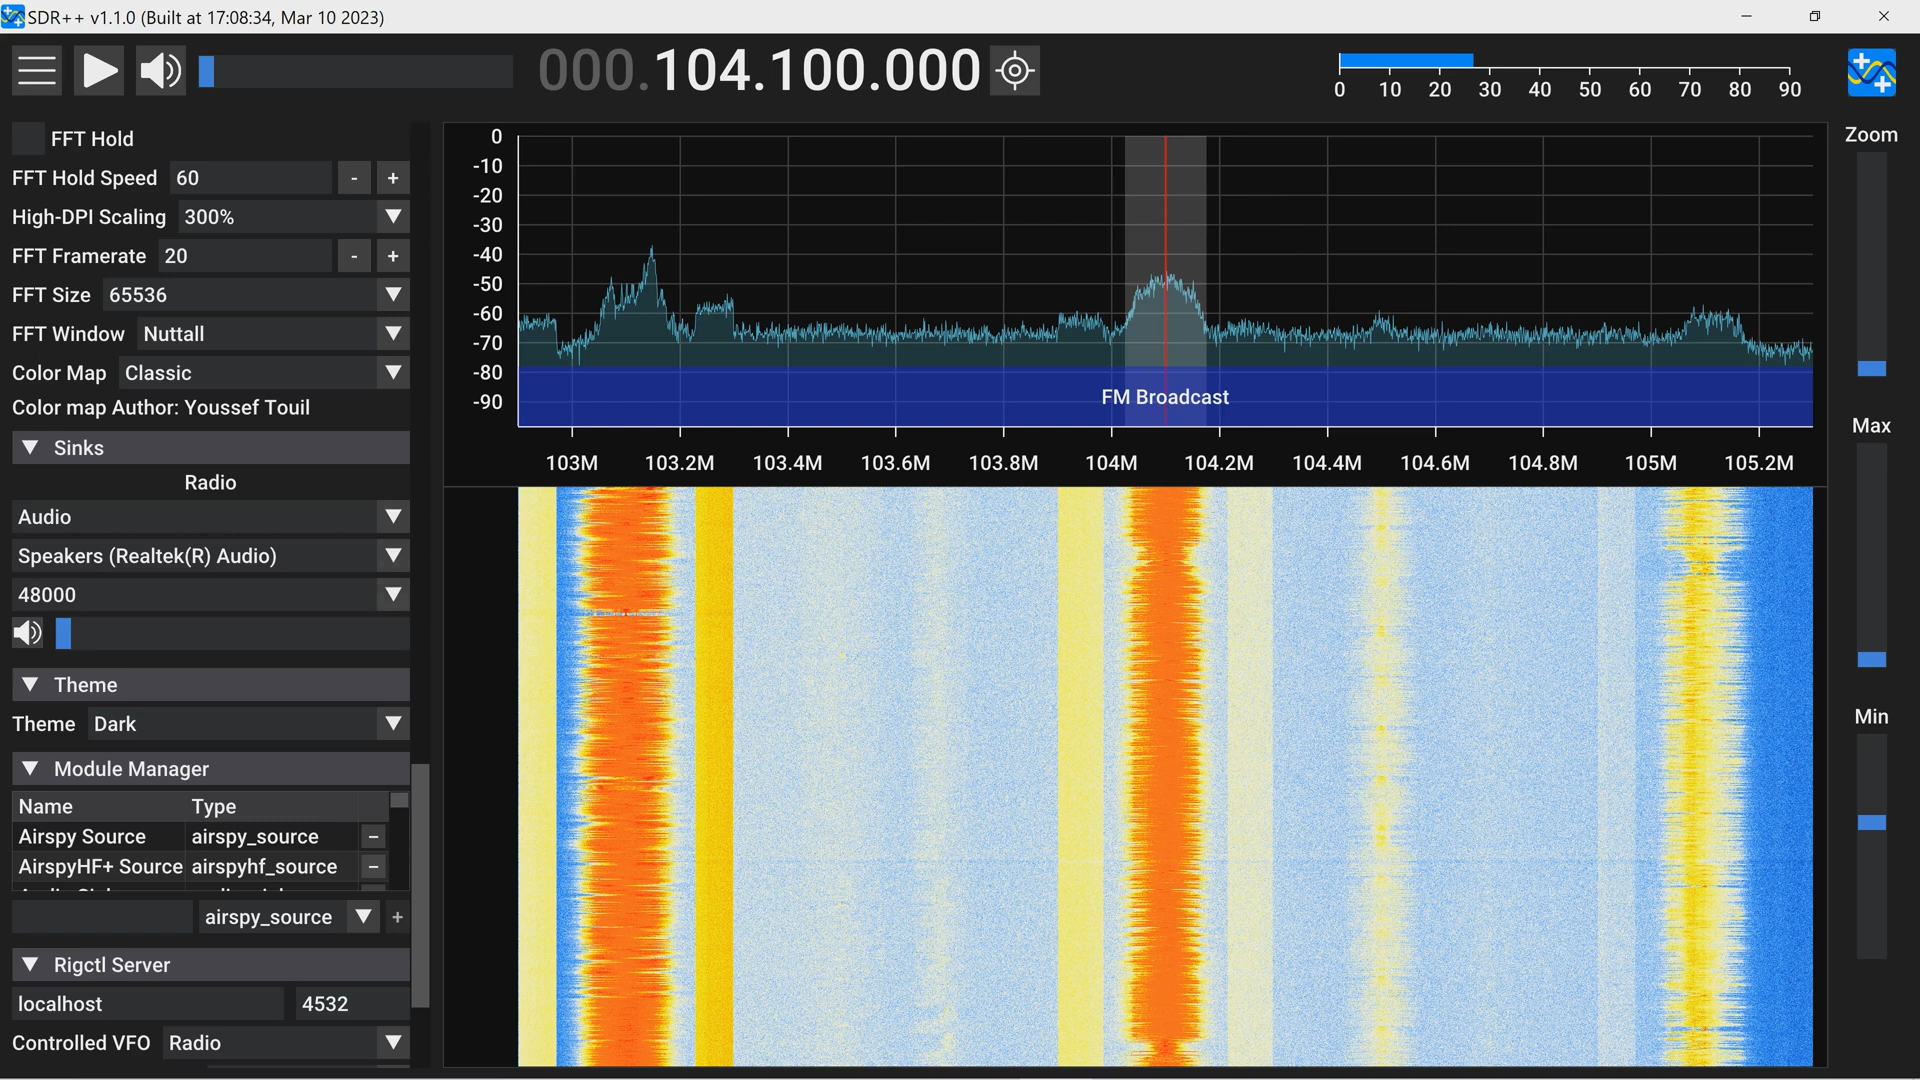 SDR++ v1.1.0 (Built at 17:08:34, Mar 10 2023)
000.104.100.000
0 10 20 30 40 50 60 70 80 90
FFT Hold
FFT Hold Speed 60 - +
High-DPI Scaling 300%
FFT Framerate 20 - +
FFT Size 65536
FFT Window Nuttall
Color Map Classic
Color map Author: Youssef Touil
Sinks
Radio
Audio
Speakers (Realtek(R) Audio)
48000
Theme
Theme Dark
Module Manager
Name Type
Airspy Source airspy_source -
AirspyHF+ Source airspyhf_source -
airspy_source +
Rigctl Server
localhost 4532
Controlled VFO Radio
0
-10
-20
-30
-40
-50
-60
-70
-80
-90
FM Broadcast
103M 103.2M 103.4M 103.6M 103.8M 104M 104.2M 104.4M 104.6M 104.8M 105M 105.2M
Zoom
Max
Min